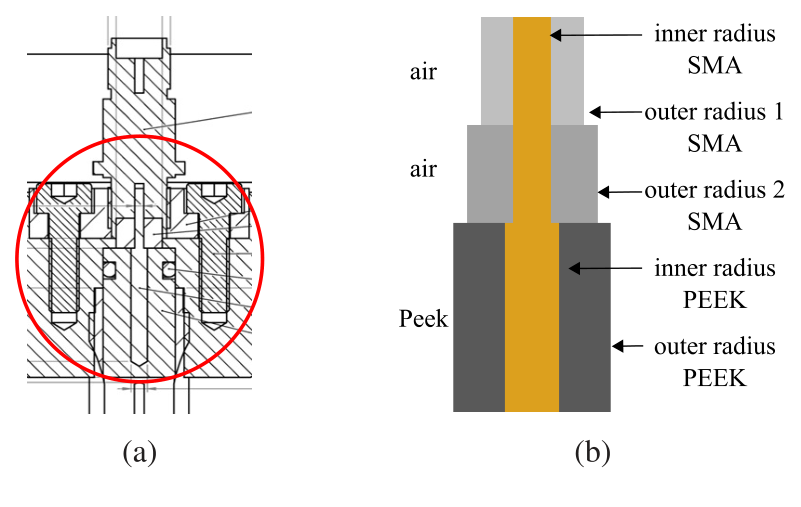 air
air
Peek
inner radius
SMA
outer radius 1
SMA
outer radius 2
SMA
inner radius
PEEK
outer radius
PEEK
(a)
(b)